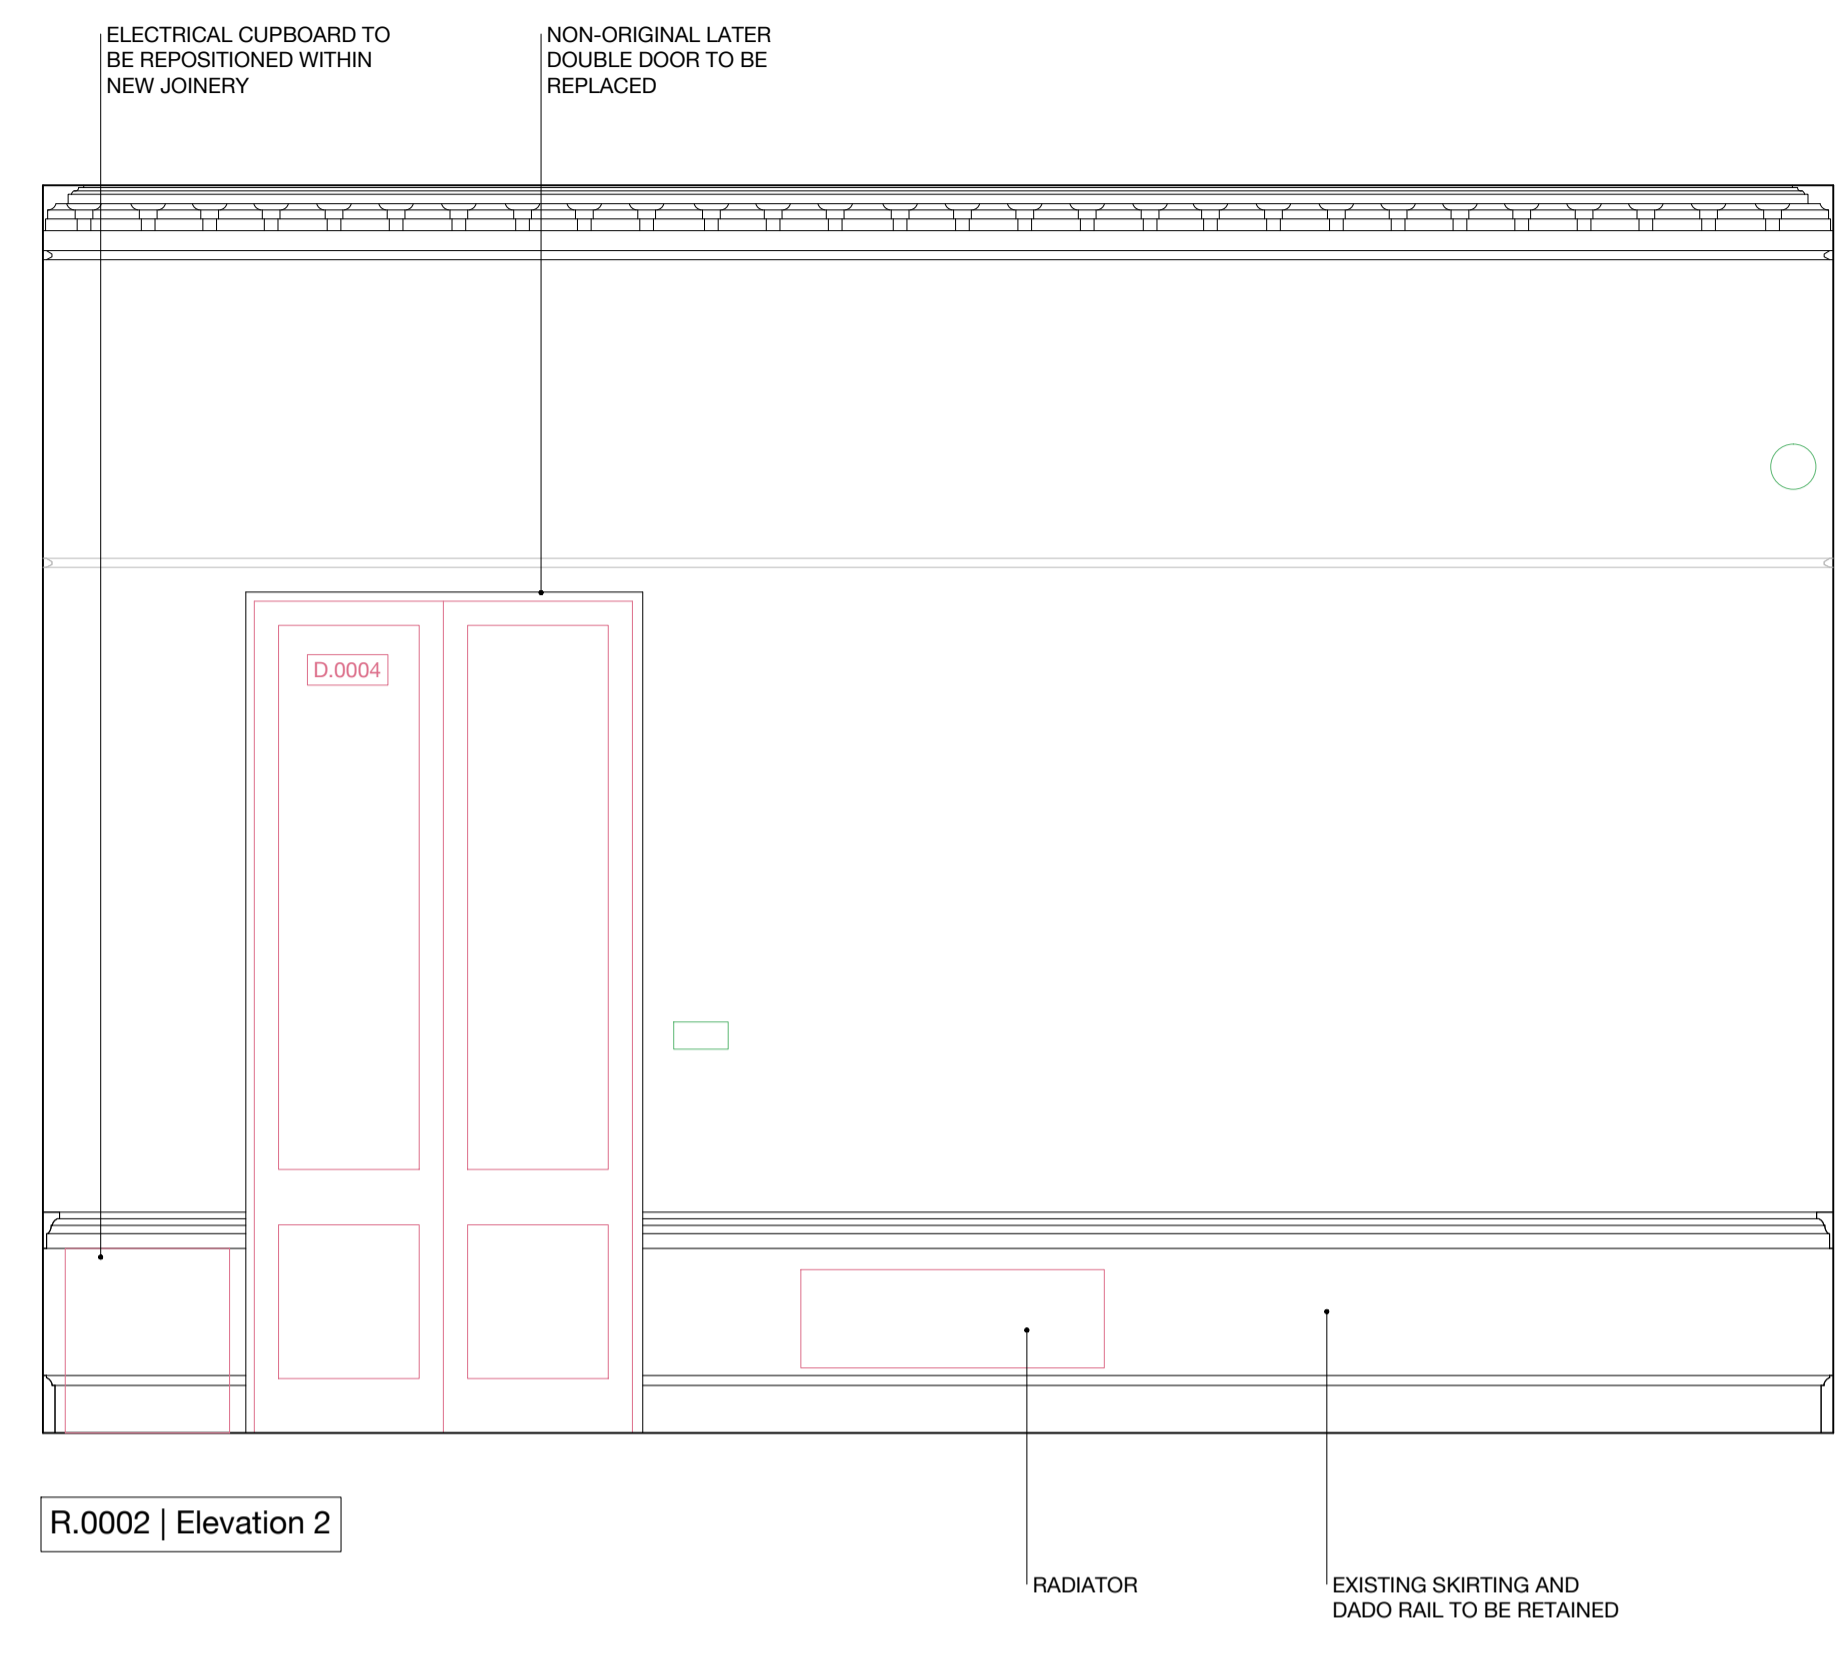 ELECTRICAL CUPBOARD TO
BE REPOSITIONED WITHIN
NEW JOINERY
NON-ORIGINAL LATER
DOUBLE DOOR TO BE
REPLACED
D.0004
R.0002 | Elevation 2
RADIATOR
EXISTING SKIRTING AND
DADO RAIL TO BE RETAINED